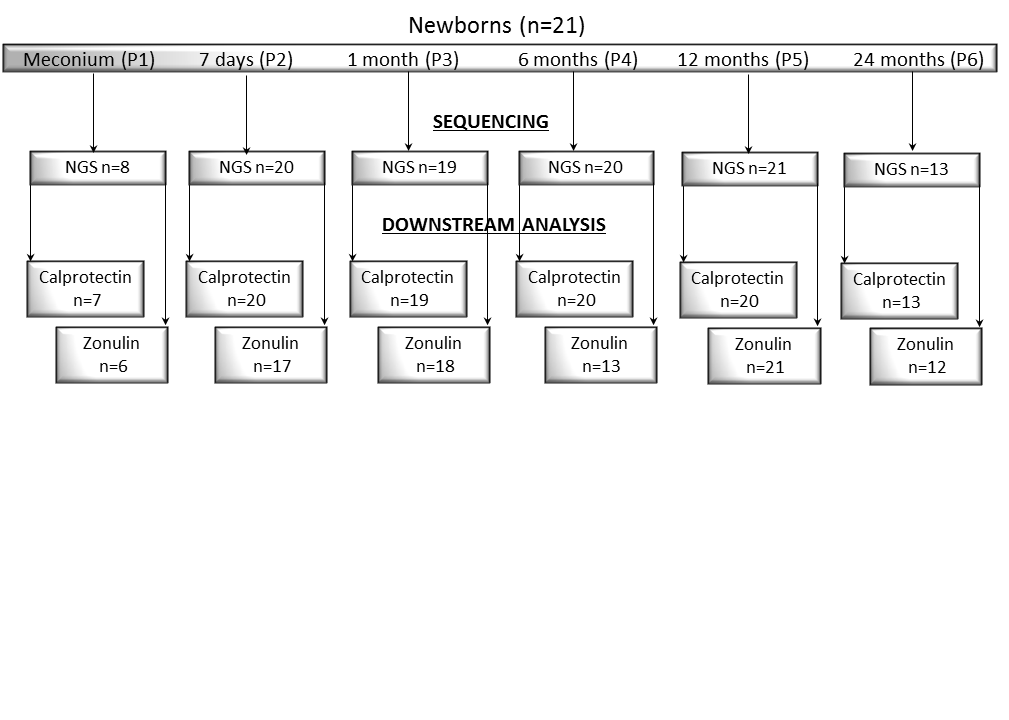 Newborns (n=21)
Meconium (P1) 7 days (P2) 1 month (P3) 6 months (P4) 12 months (P5) 24 months (P6)
SEQUENCING
NGS n=8 NGS n=20 NGS n=19 NGS n=20 NGS n=21 NGS n=13
DOWNSTREAM ANALYSIS
Calprotectin Calprotectin Calprotectin Calprotectin Calprotectin Calprotectin
n=7 n=20 n=19 n=20 n=20 n=13
Zonulin Zonulin Zonulin Zonulin Zonulin Zonulin
n=6 n=17 n=18 n=13 n=21 n=12